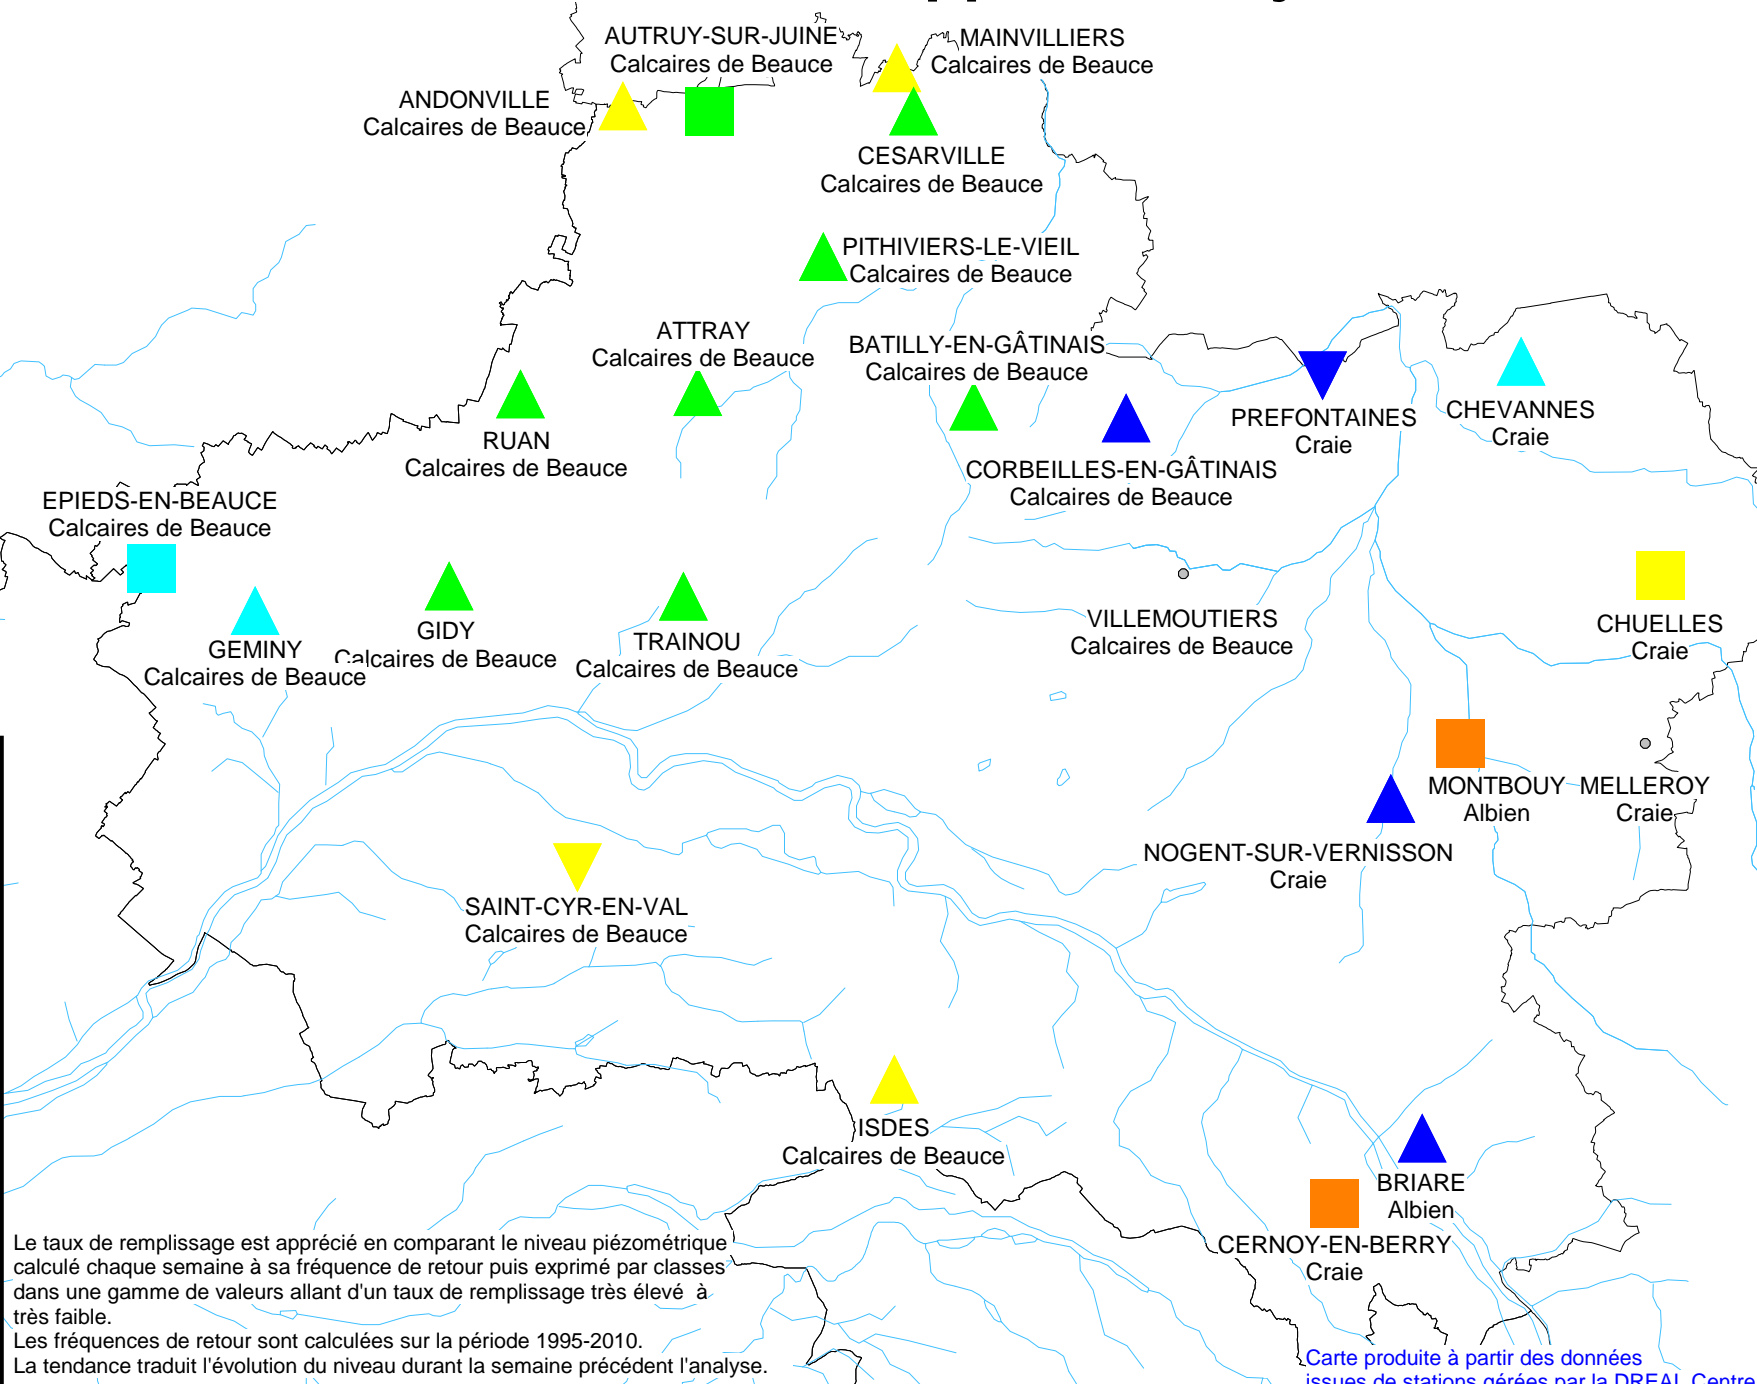 AUTRUY-SUR-JUINE
Calcaires de Beauce
MAINVILLIERS
Calcaires de Beauce
ANDONVILLE
Calcaires de Beauce
CESARVILLE
Calcaires de Beauce
PITHIVIERS-LE-VIEIL
Calcaires de Beauce
ATTRAY
Calcaires de Beauce
BATILLY-EN-GÂTINAIS
Calcaires de Beauce
RUAN
Calcaires de Beauce
PREFONTAINES
Craie
CHEVANNES
Craie
CORBEILLES-EN-GÂTINAIS
Calcaires de Beauce
EPIEDS-EN-BEAUCE
Calcaires de Beauce
GEMINY
Calcaires de Beauce
GIDY
Calcaires de Beauce
TRAINOU
Calcaires de Beauce
VILLEMOUTIERS
Calcaires de Beauce
CHUELLES
Craie
MONTBOUY
Albien
MELLEROY
Craie
NOGENT-SUR-VERNISSON
Craie
SAINT-CYR-EN-VAL
Calcaires de Beauce
ISDES
Calcaires de Beauce
BRIARE
Albien
CERNOY-EN-BERRY
Craie
Le taux de remplissage est apprécié en comparant le niveau piézométrique
calculé chaque semaine à sa fréquence de retour puis exprimé par classes
dans une gamme de valeurs allant d'un taux de remplissage très élevé à
très faible.
Les fréquences de retour sont calculées sur la période 1995-2010.
La tendance traduit l'évolution du niveau durant la semaine précédent l'analyse.
Carte produite à partir des données
issues de stations gérées par la DREAL Centre